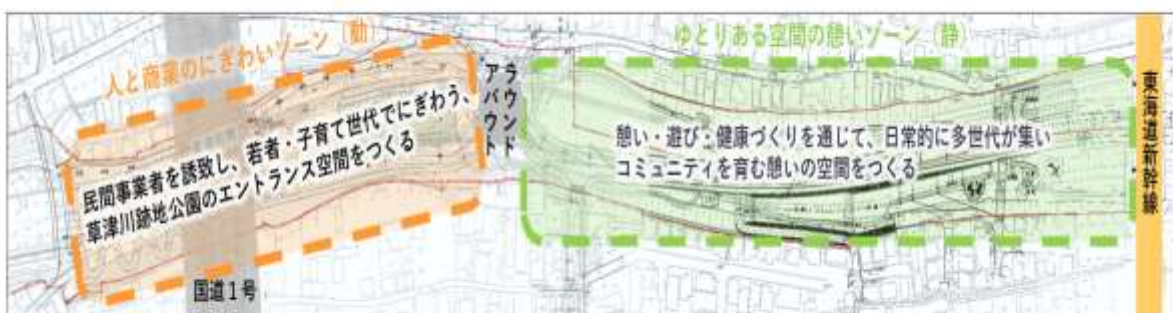 人と商業のにぎわいゾーン（動）
民間事業者を誘致し、若者・子育て世代でにぎわう、
草津川跡地公園のエントランス空間をつくる
国道１号
ラウンド
アバウト
ゆとりある空間の憩いゾーン（静）
憩い・遊び・健康づくりを通じて、日常的に多世代が集い
コミュニティを育む憩いの空間をつくる
東海道新幹線